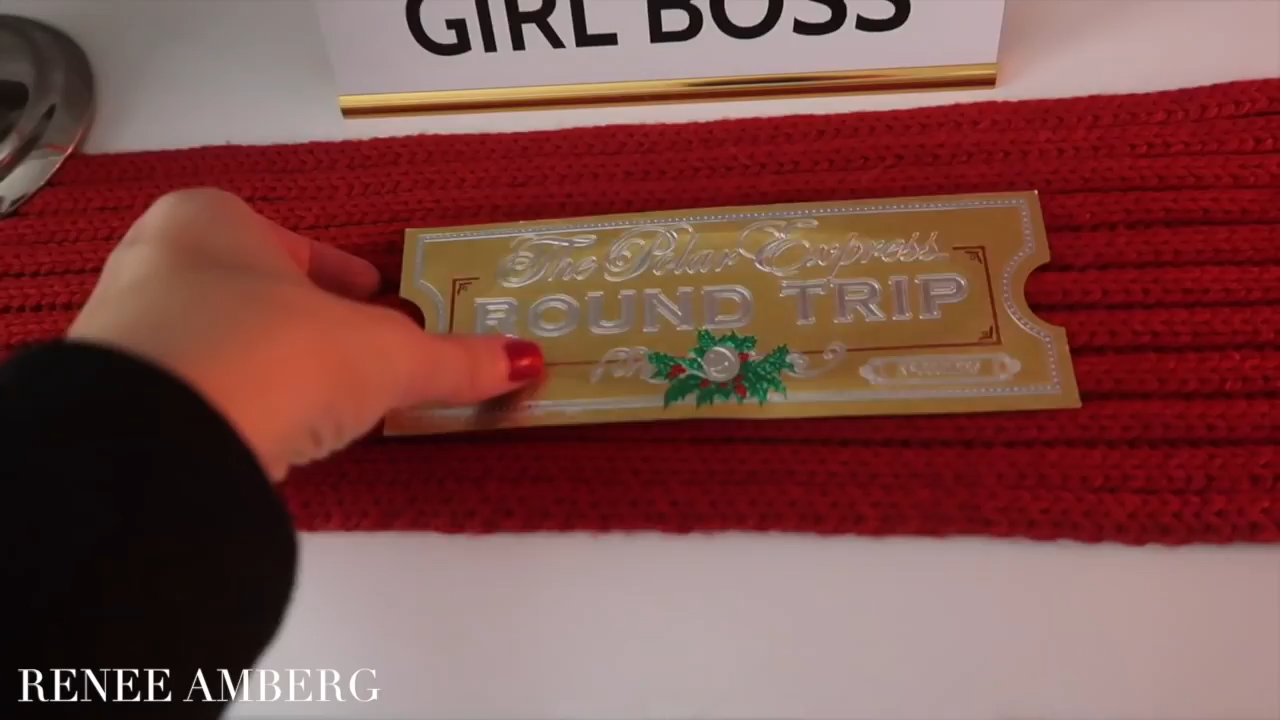 GIRL BOSS
The Polar Express
ROUND TRIP
RENEE AMBERG